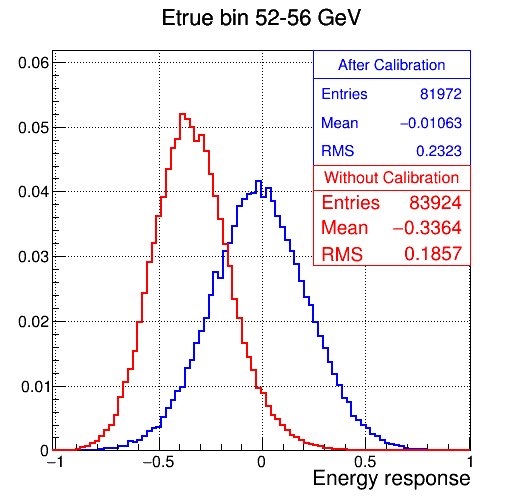 Etrue bin 52-56 GeV
After Calibration
Entries 81972
Mean −0.01063
RMS 0.2323
Without Calibration
Entries 83924
Mean −0.3364
RMS 0.1857
0.06
0.05
0.04
0.03
0.02
0.01
0
−1 −0.5 0 0.5 1
Energy response